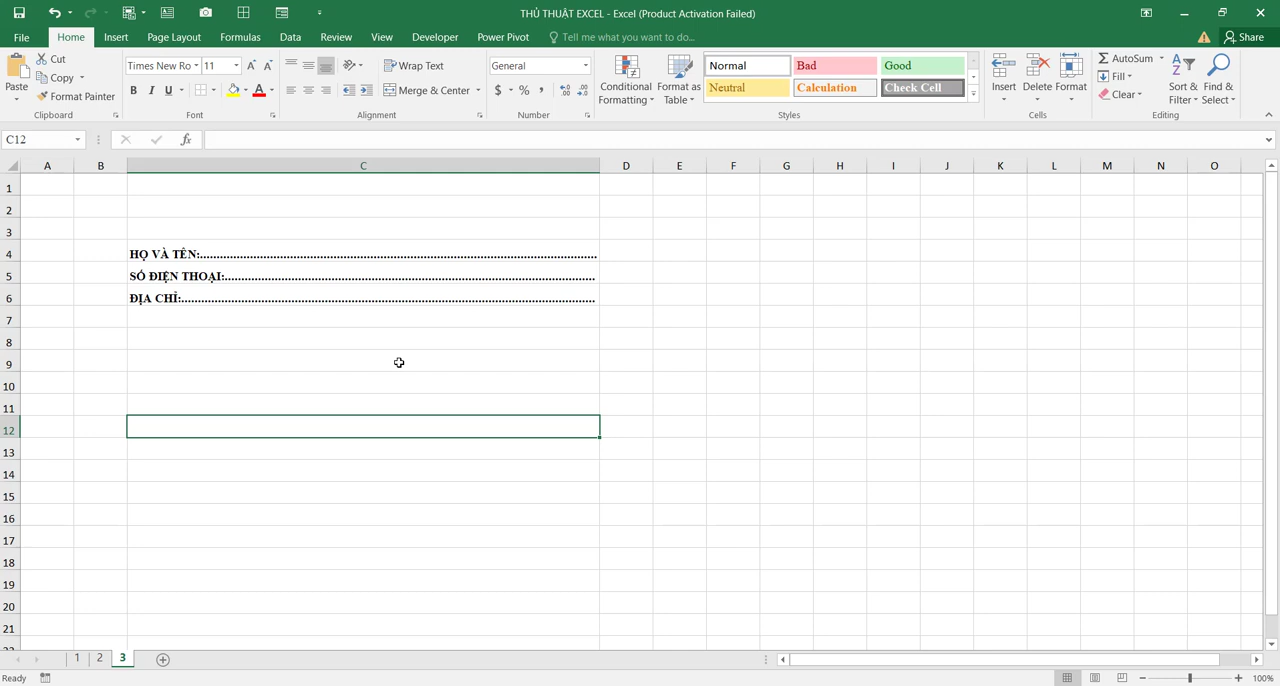 THỦ THUẬT EXCEL - Excel (Product Activation Failed)
File Home Insert Page Layout Formulas Data Review View Developer Power Pivot Tell me what you want to do... Share
Paste Cut Copy Format Painter Clipboard
Times New Ro 11 B I U A Font
Wrap Text Merge & Center Alignment
General $ % , Number
Conditional Formatting Format as Table
Normal Bad Good
Neutral Calculation Check Cell
Styles
Insert Delete Format Cells
AutoSum Fill Clear Sort & Filter Find & Select Editing
C12 fx
A B C D E F G H I J K L M N O
1
2
3
4 HỌ VÀ TÊN:........................................................................................................................
5 SỐ ĐIỆN THOẠI:................................................................................................................
6 ĐỊA CHỈ:.............................................................................................................................
7
8
9
10
11
12
13
14
15
16
17
18
19
20
21
22
1 2 3
Ready 100%